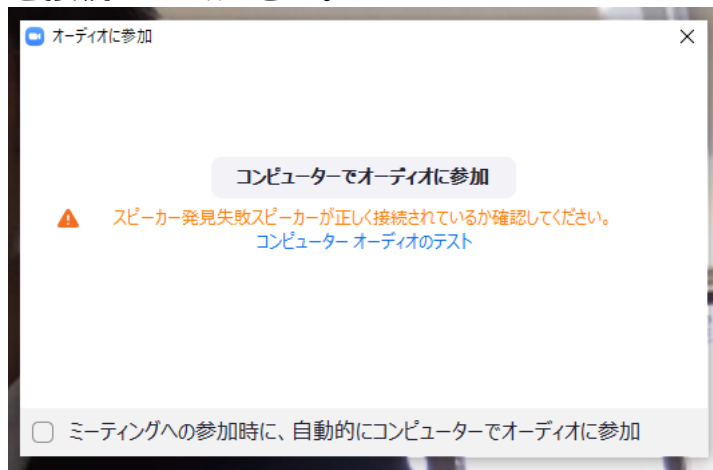 オーディオに参加
コンピューターでオーディオに参加
スピーカー発見失敗スピーカーが正しく接続されているか確認してください。
コンピューター オーディオのテスト
ミーティングへの参加時に、自動的にコンピューターでオーディオに参加